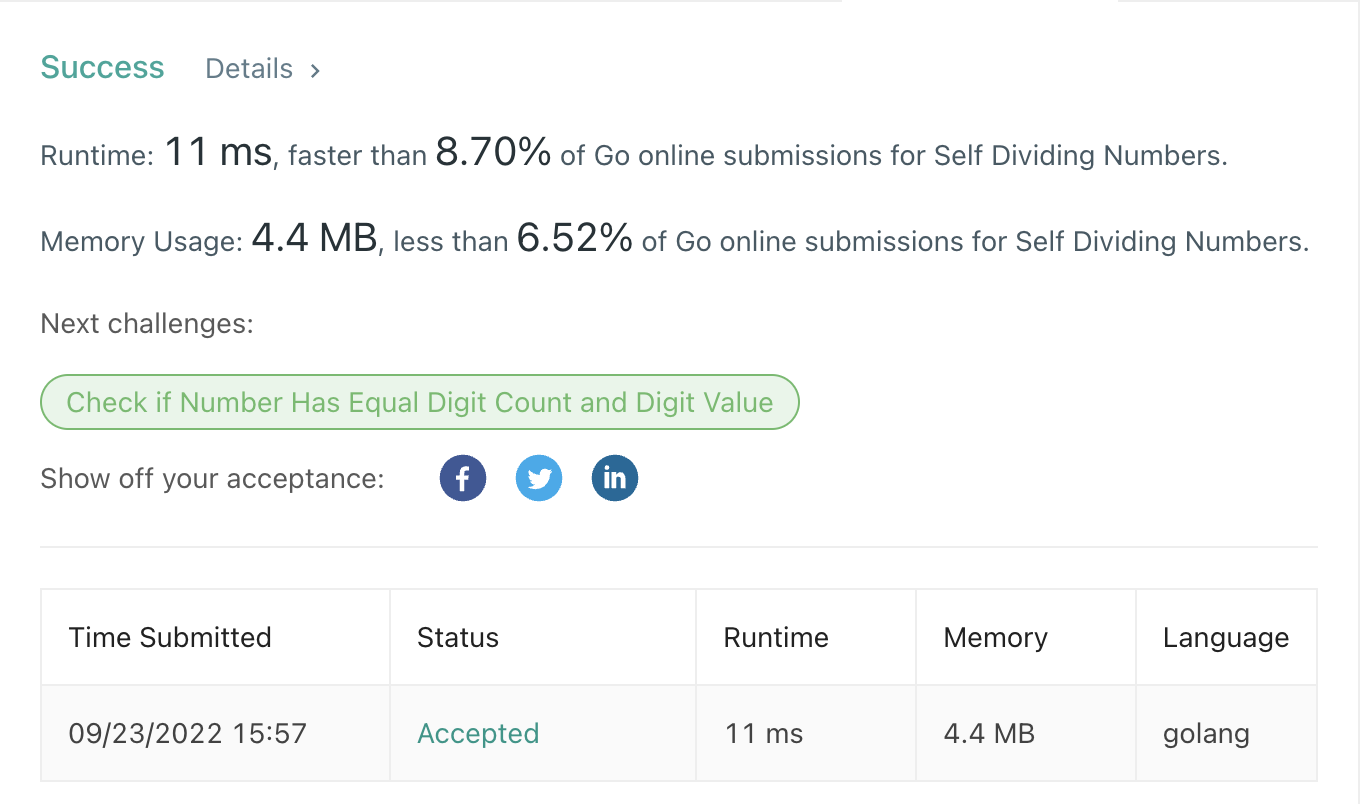 Success Details >
Runtime: 11 ms, faster than 8.70% of Go online submissions for Self Dividing Numbers.
Memory Usage: 4.4 MB, less than 6.52% of Go online submissions for Self Dividing Numbers.
Next challenges:
Check if Number Has Equal Digit Count and Digit Value
Show off your acceptance: f in
Time Submitted Status Runtime Memory Language
09/23/2022 15:57 Accepted 11 ms 4.4 MB golang